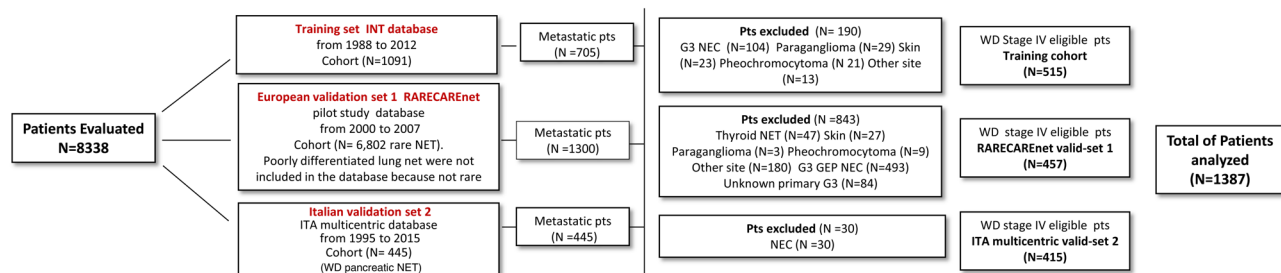 Patients Evaluated
N=8338
Training set INT database
from 1988 to 2012
Cohort (N=1091)
European validation set 1 RARECAREnet
pilot study database
from 2000 to 2007
Cohort (N= 6,802 rare NET).
Poorly differentiated lung net were not
included in the database because not rare
Italian validation set 2
ITA multicentric database
from 1995 to 2015
Cohort (N= 445)
(WD pancreatic NET)
Metastatic pts
(N =705)
Metastatic pts
(N =1300)
Metastatic pts
(N =445)
Pts excluded (N= 190)
G3 NEC (N=104) Paraganglioma (N=29) Skin
(N=23) Pheochromocytoma (N 21) Other site
(N=13)
Pts excluded (N =843)
Thyroid NET (N=47) Skin (N=27)
Paraganglioma (N=3) Pheochromocytoma (N=9)
Other site (N=180) G3 GEP NEC (N=493)
Unknown primary G3 (N=84)
Pts excluded (N =30)
NEC (N=30)
WD Stage IV eligible pts
Training cohort
(N=515)
WD stage IV eligible pts
RARECAREnet valid-set 1
(N=457)
WD stage IV eligible pts
ITA multicentric valid-set 2
(N=415)
Total of Patients
analyzed
(N=1387)